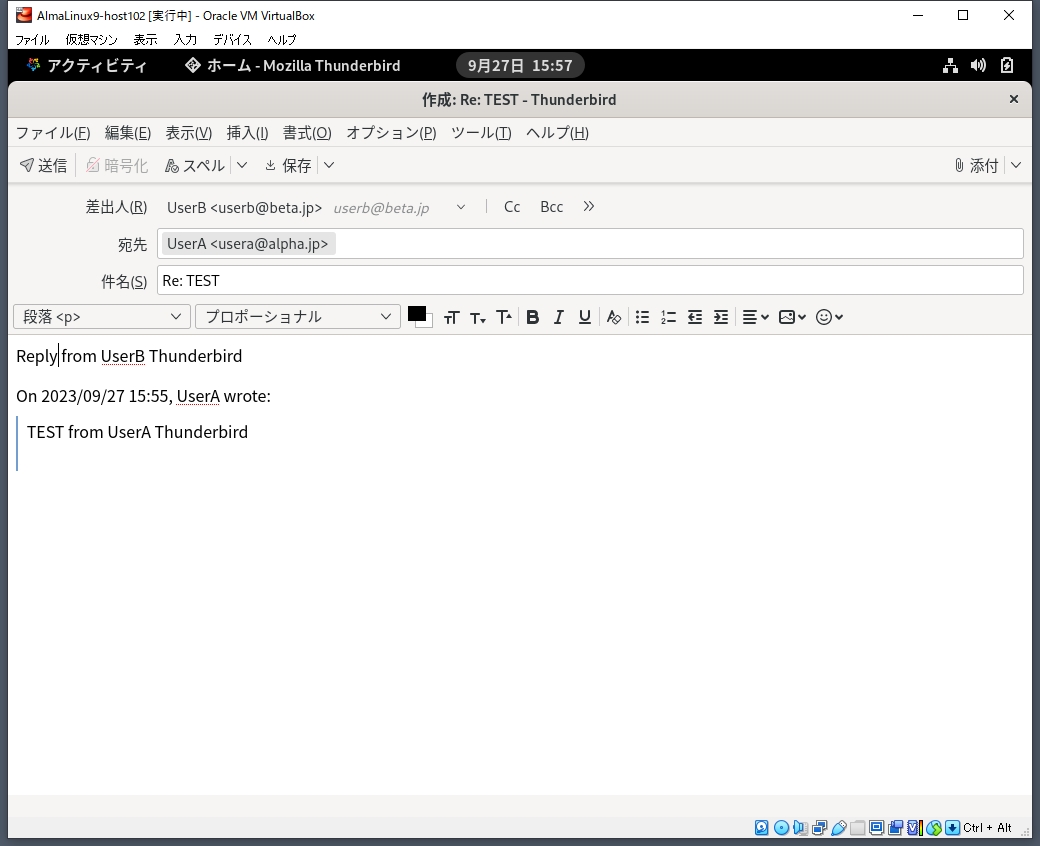 AlmaLinux9-host102 [実行中] - Oracle VM VirtualBox
ファイル 仮想マシン 表示 入力 デバイス ヘルプ
アクティビティ ホーム - Mozilla Thunderbird 9月27日 15:57
作成: Re: TEST - Thunderbird
ファイル(F) 編集(E) 表示(V) 挿入(I) 書式(O) オプション(P) ツール(T) ヘルプ(H)
送信 暗号化 スペル 保存 添付
差出人(R) UserB <userb@beta.jp> userb@beta.jp Cc Bcc
宛先 UserA <usera@alpha.jp>
件名(S) Re: TEST
段落 <p> プロポーショナル
Reply from UserB Thunderbird
On 2023/09/27 15:55, UserA wrote:
TEST from UserA Thunderbird
Ctrl + Alt